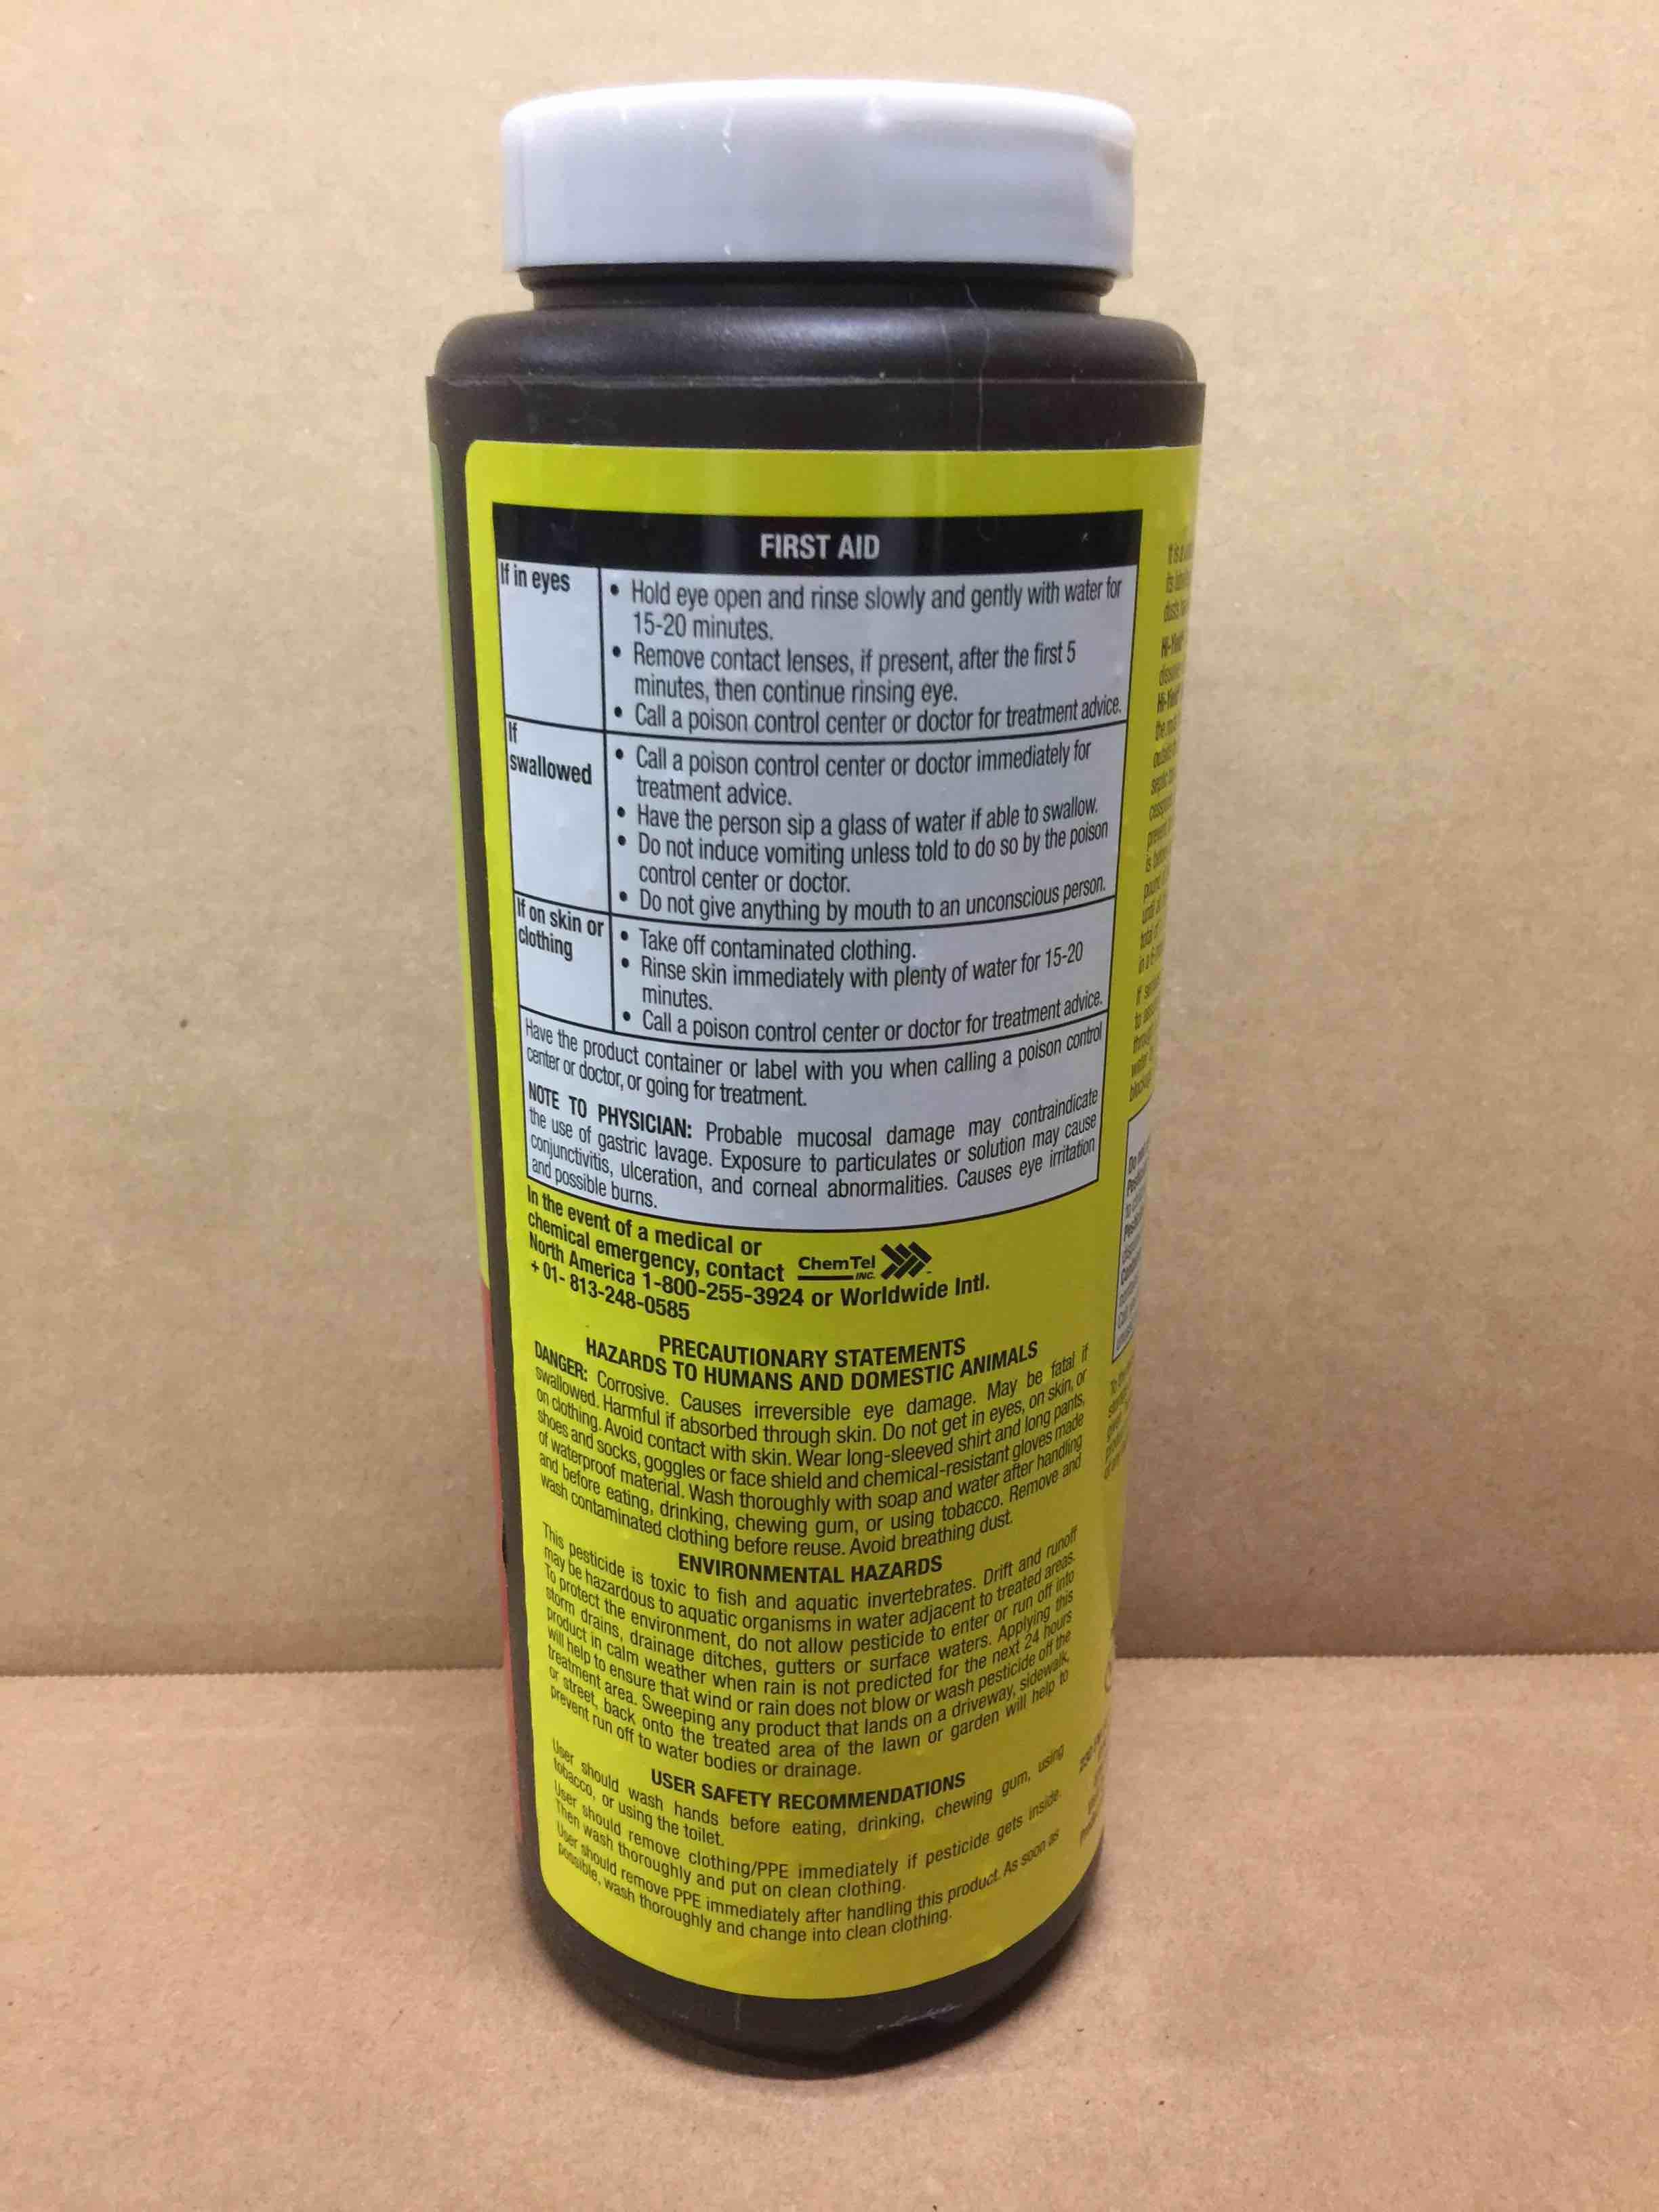 FIRST AID
If in eyes
• Hold eye open and rinse slowly and gently with water for
15-20 minutes.
• Remove contact lenses, if present, after the first 5
minutes, then continue rinsing eye.
• Call a poison control center or doctor for treatment advice.
If
swallowed
• Call a poison control center or doctor immediately for
treatment advice.
• Have the person sip a glass of water if able to swallow.
• Do not induce vomiting unless told to do so by the poison
control center or doctor.
• Do not give anything by mouth to an unconscious person.
If on skin or
clothing
• Take off contaminated clothing.
• Rinse skin immediately with plenty of water for 15-20
minutes.
• Call a poison control center or doctor for treatment advice.
Have the product container or label with you when calling a poison control
center or doctor, or going for treatment.
NOTE TO PHYSICIAN: Probable mucosal damage may contraindicate
the use of gastric lavage. Exposure to particulates or solution may cause
conjunctivitis, ulceration, and corneal abnormalities. Causes eye irritation
and possible burns.
In the event of a medical or
chemical emergency, contact ChemTel INC.
North America 1-800-255-3924 or Worldwide Intl.
+ 01- 813-248-0585
PRECAUTIONARY STATEMENTS
HAZARDS TO HUMANS AND DOMESTIC ANIMALS
DANGER: Corrosive. Causes irreversible eye damage. May be fatal if
swallowed. Harmful if absorbed through skin. Do not get in eyes, on skin, or
on clothing. Avoid contact with skin. Wear long-sleeved shirt and long pants,
shoes and socks, goggles or face shield and chemical-resistant gloves made
of waterproof material. Wash thoroughly with soap and water after handling
and before eating, drinking, chewing gum, or using tobacco. Remove and
wash contaminated clothing before reuse. Avoid breathing dust.
ENVIRONMENTAL HAZARDS
This pesticide is toxic to fish and aquatic invertebrates. Drift and runoff
may be hazardous to aquatic organisms in water adjacent to treated areas.
To protect the environment, do not allow pesticide to enter or run off into
storm drains, drainage ditches, gutters or surface waters. Applying this
product in calm weather when rain is not predicted for the next 24 hours
will help to ensure that wind or rain does not blow or wash pesticide off the
treatment area. Sweeping any product that lands on a driveway, sidewalk,
or street, back onto the treated area of the lawn or garden will help to
prevent run off to water bodies or drainage.
USER SAFETY RECOMMENDATIONS
User should wash hands before eating, drinking, chewing gum, using
tobacco, or using the toilet.
User should remove clothing/PPE immediately if pesticide gets inside.
Then wash thoroughly and put on clean clothing.
User should remove PPE immediately after handling this product. As soon as
possible, wash thoroughly and change into clean clothing.